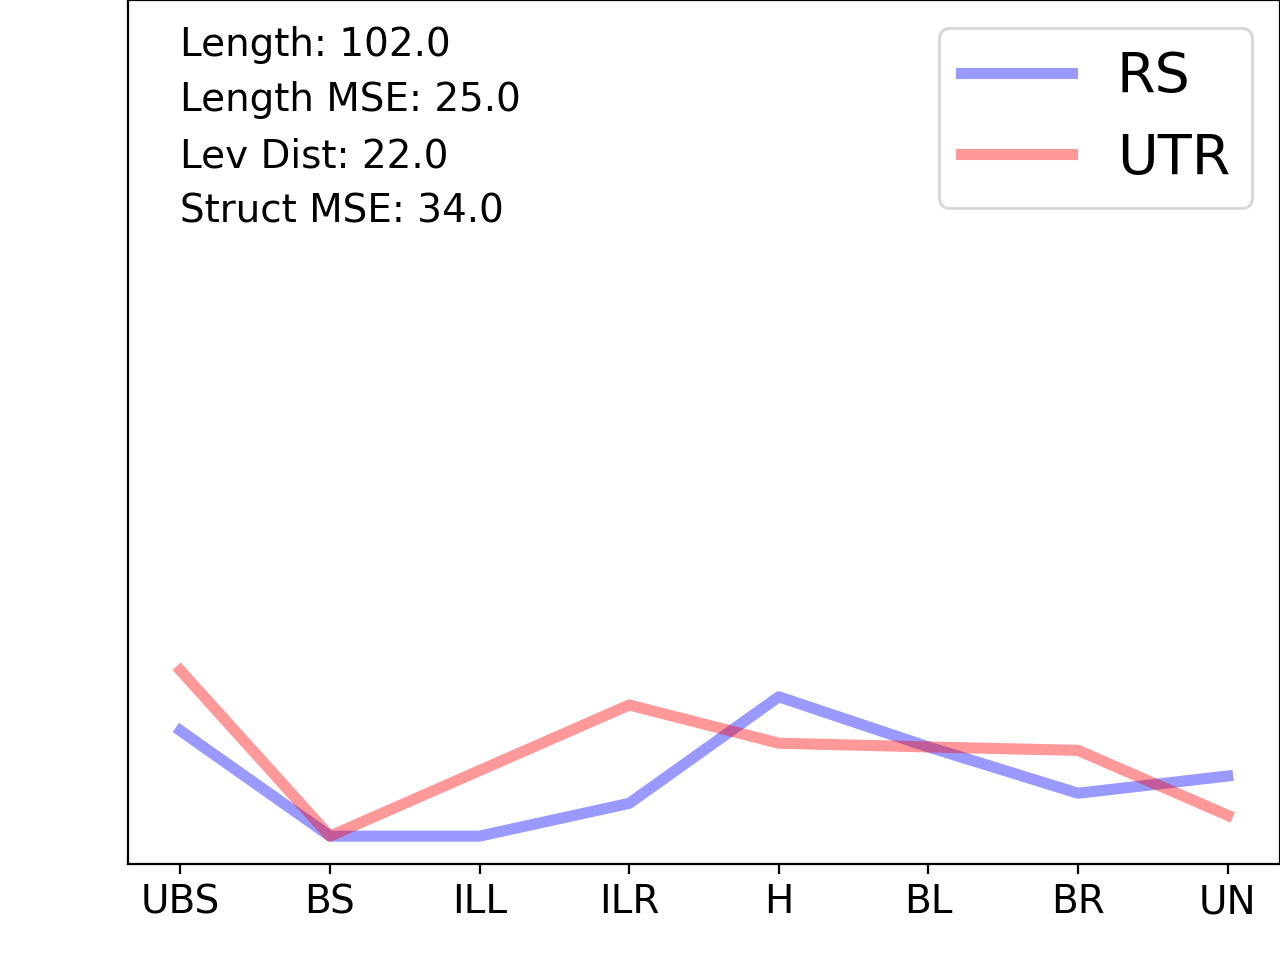 Length: 102.0
Length MSE: 25.0
Lev Dist: 22.0
Struct MSE: 34.0
RS
UTR
UBS BS ILL ILR H BL BR UN